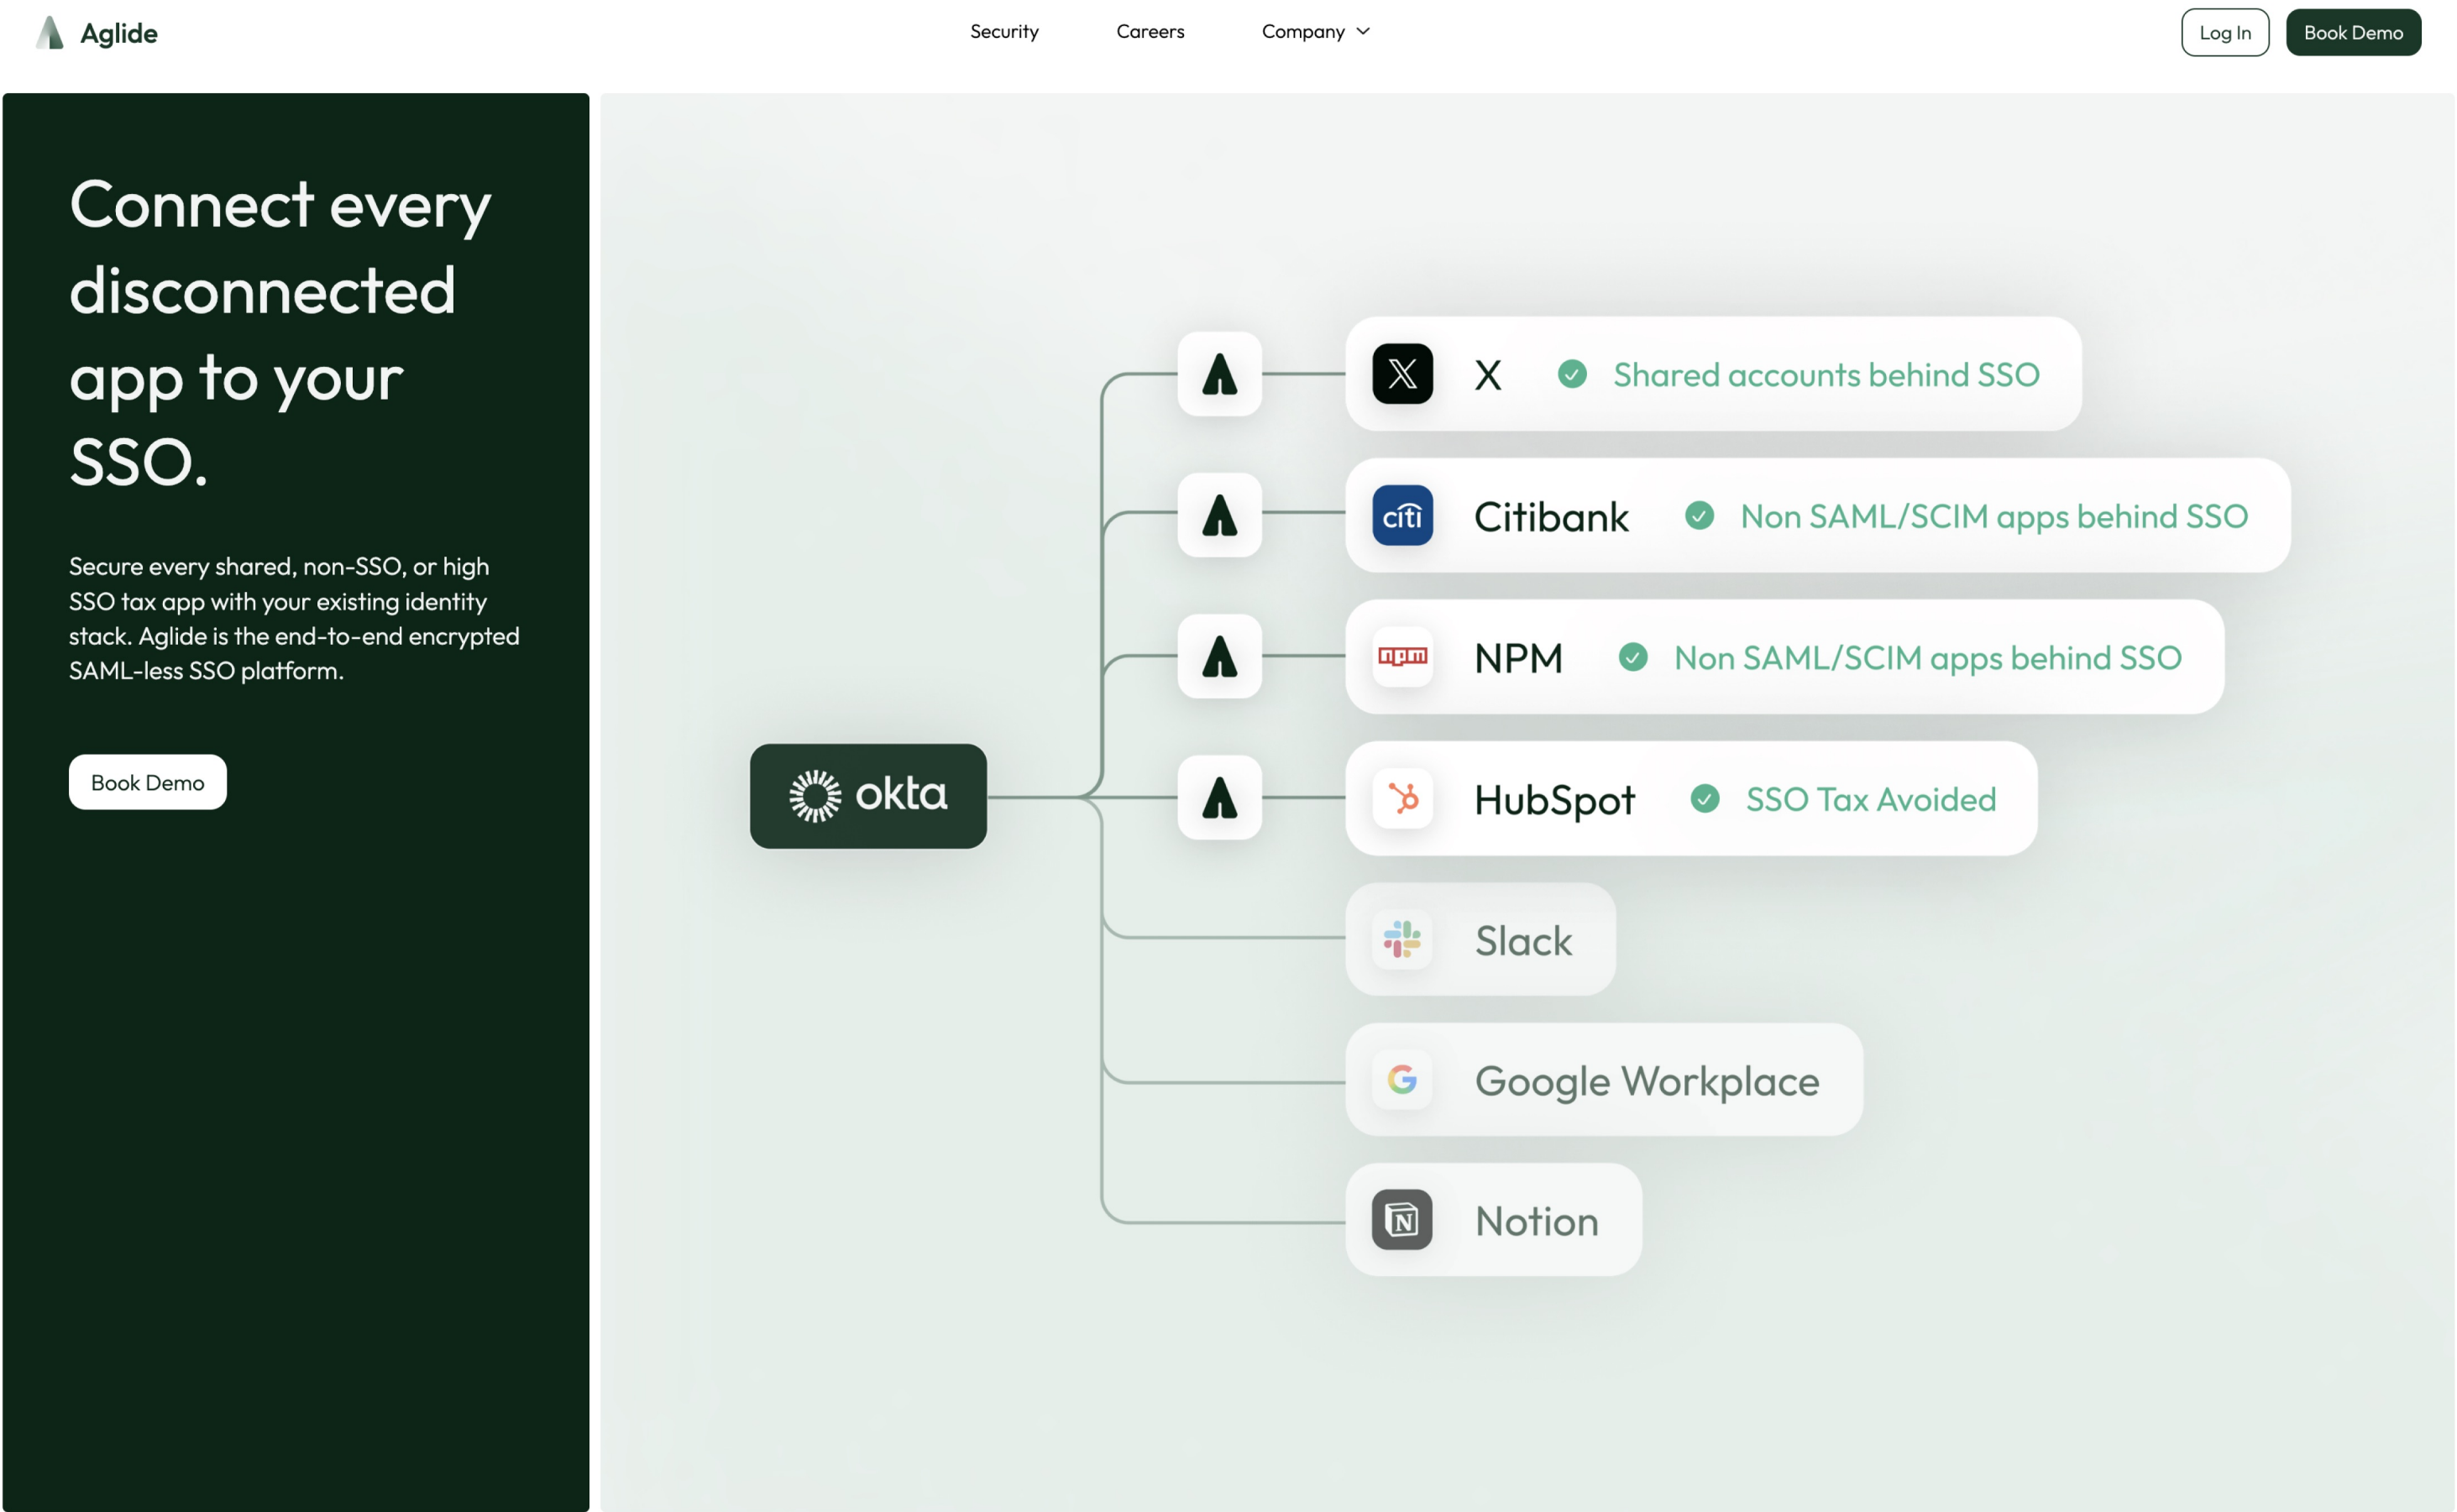 Aglide
Security
Careers
Company
Log In
Book Demo
Connect every
disconnected
app to your
SSO.
Secure every shared, non-SSO, or high
SSO tax app with your existing identity
stack. Aglide is the end-to-end encrypted
SAML-less SSO platform.
Book Demo
okta
X Shared accounts behind SSO
citi Citibank Non SAML/SCIM apps behind SSO
npm NPM Non SAML/SCIM apps behind SSO
HubSpot SSO Tax Avoided
Slack
Google Workplace
N Notion